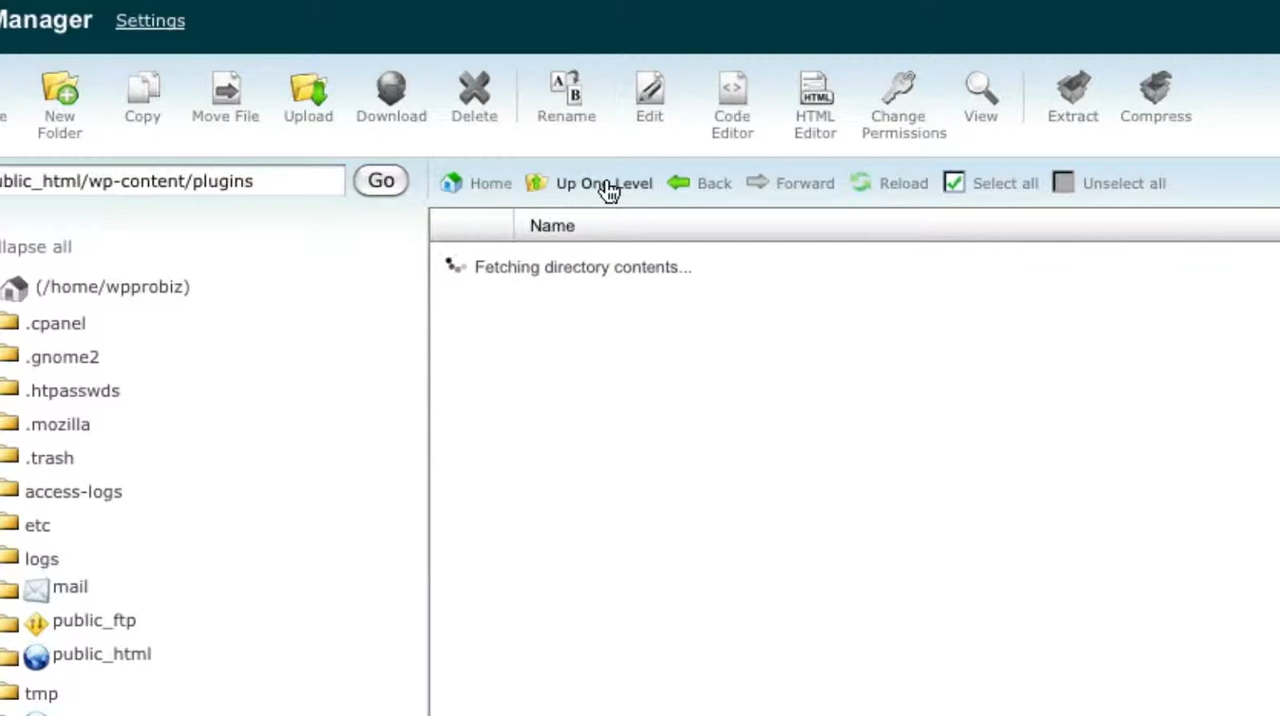 Manager Settings
e New Folder Copy Move File Upload Download Delete Rename Edit Code Editor HTML Editor Change Permissions View Extract Compress
ublic_html/wp-content/plugins Go Home Up One Level Back Forward Reload Select all Unselect all
Name
llapse all
Fetching directory contents...
(/home/wpprobiz)
.cpanel
.gnome2
.htpasswds
.mozilla
.trash
access-logs
etc
logs
mail
public_ftp
public_html
tmp